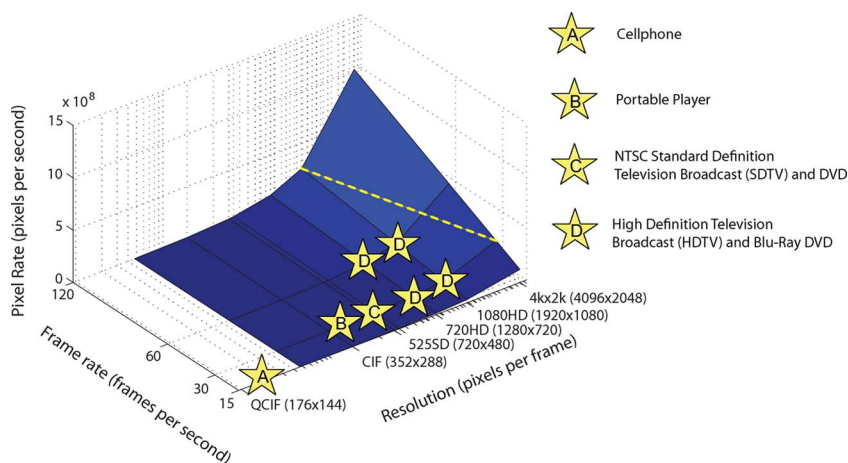 x 10⁸
15
10
5
0
Pixel Rate (pixels per second)
120
60
30
15
Frame rate (frames per second)
QCIF (176x144)
CIF (352x288)
525SD (720x480)
720HD (1280x720)
1080HD (1920x1080)
4kx2k (4096x2048)
Resolution (pixels per frame)
A
B
C
D
D
D
D
A Cellphone
B Portable Player
C NTSC Standard Definition
Television Broadcast (SDTV) and DVD
D High Definition Television
Broadcast (HDTV) and Blu-Ray DVD